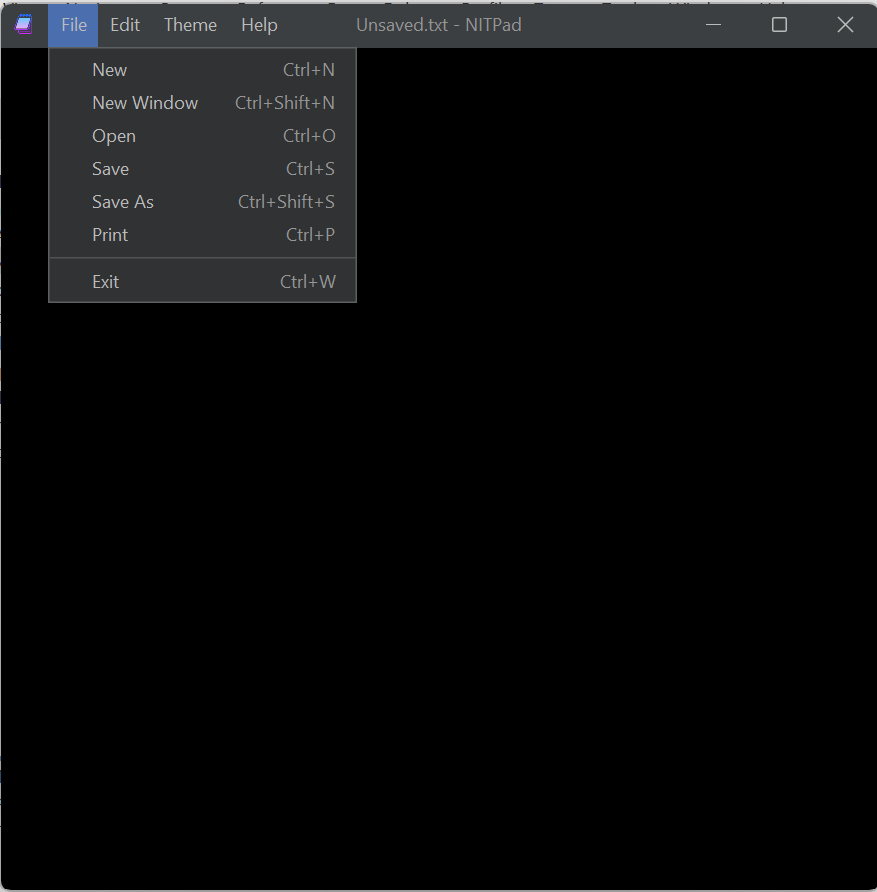 File Edit Theme Help Unsaved.txt - NITPad
New Ctrl+N
New Window Ctrl+Shift+N
Open Ctrl+O
Save Ctrl+S
Save As Ctrl+Shift+S
Print Ctrl+P
Exit Ctrl+W